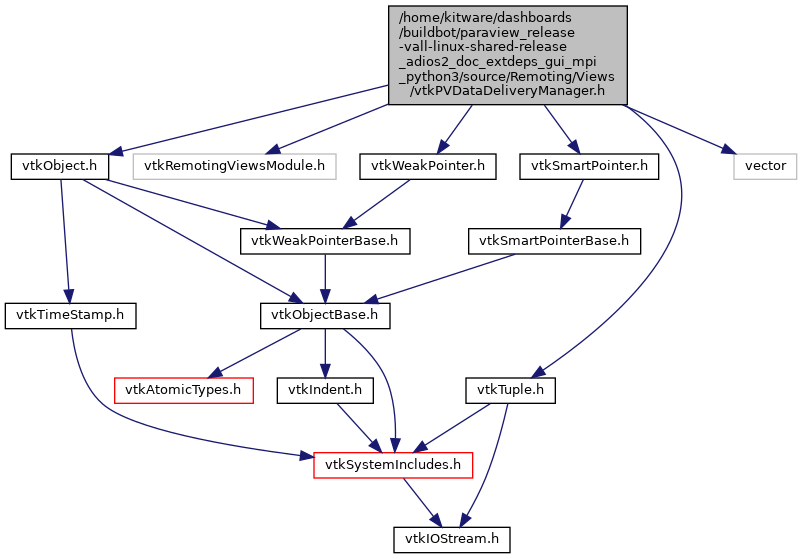 /home/kitware/dashboards
/buildbot/paraview_release
-vall-linux-shared-release
_adios2_doc_extdeps_gui_mpi
_python3/source/Remoting/Views
/vtkPVDataDeliveryManager.h
vtkObject.h
vtkRemotingViewsModule.h
vtkWeakPointer.h
vtkSmartPointer.h
vector
vtkWeakPointerBase.h
vtkSmartPointerBase.h
vtkTimeStamp.h
vtkObjectBase.h
vtkAtomicTypes.h
vtkIndent.h
vtkTuple.h
vtkSystemIncludes.h
vtkIOStream.h